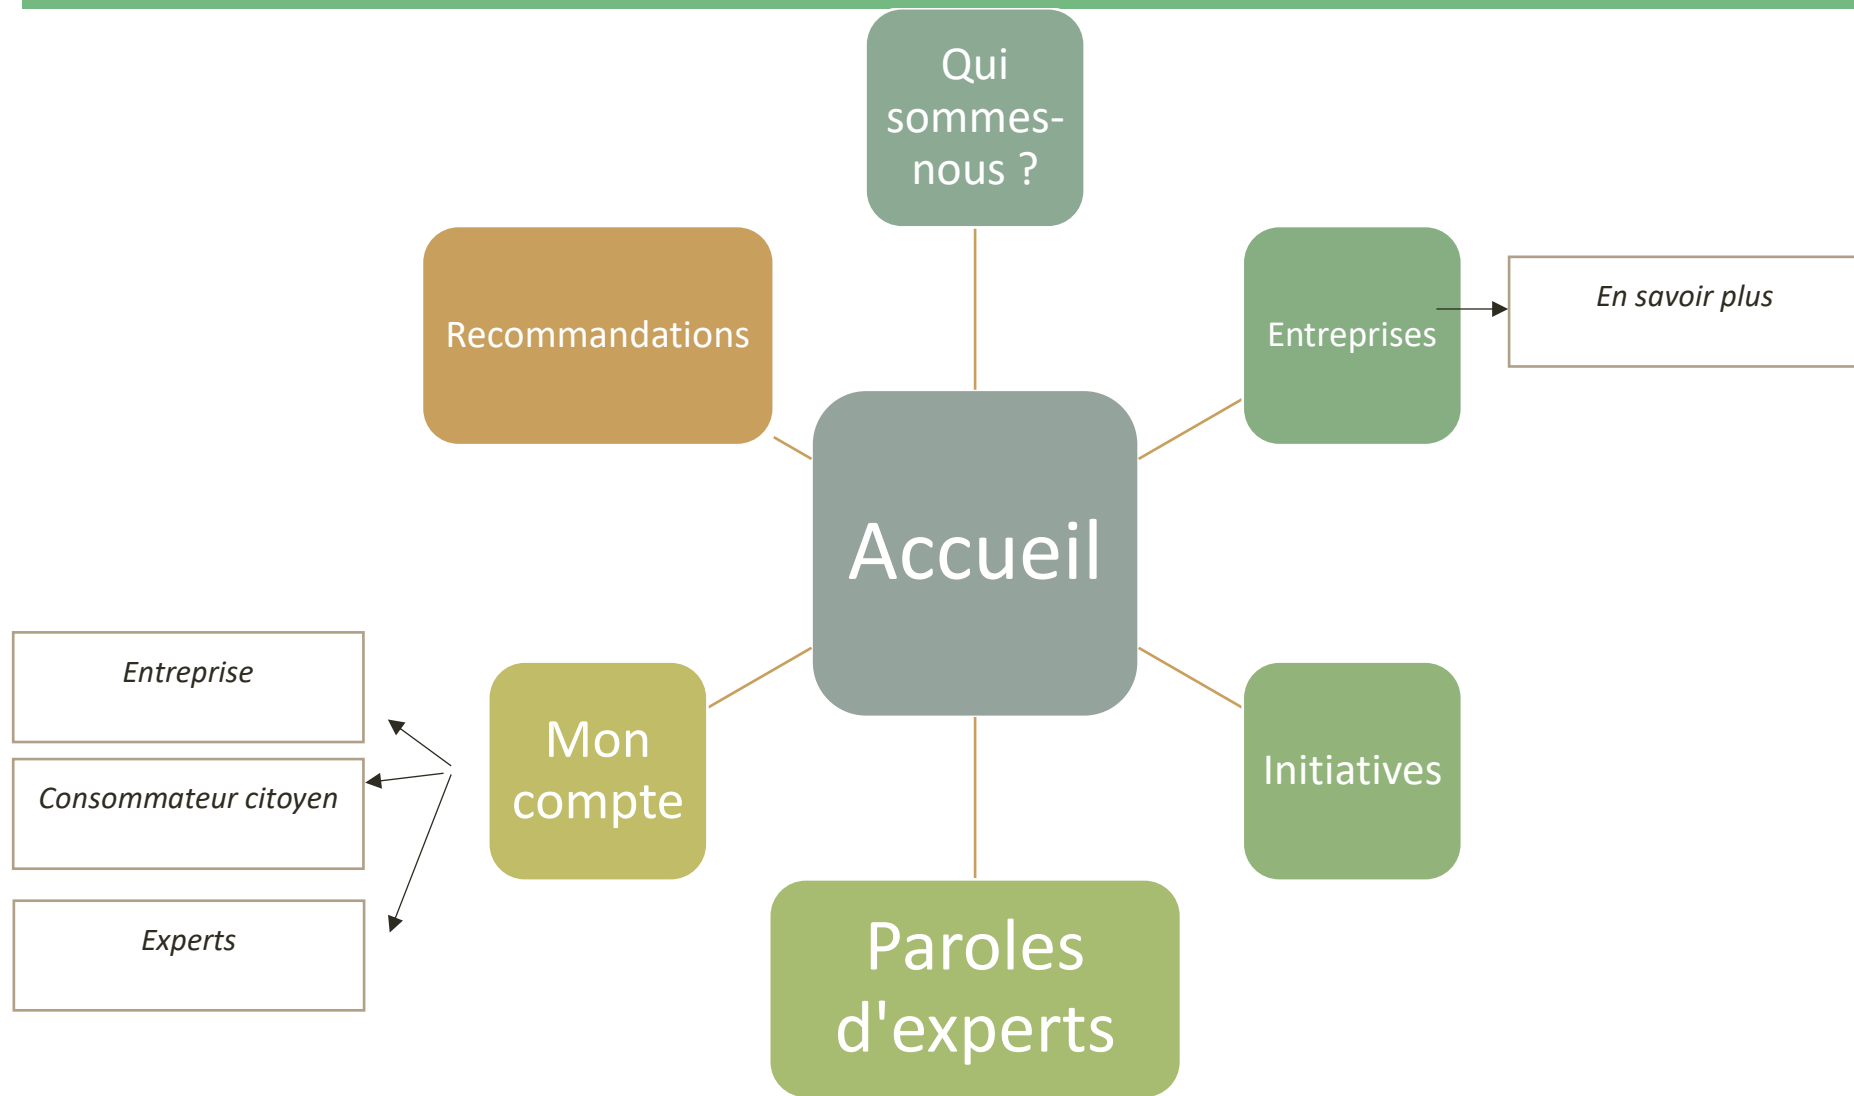 Qui
sommes-
nous ?
Recommandations
Entreprises
En savoir plus
Accueil
Entreprise
Mon
compte
Consommateur citoyen
Experts
Initiatives
Paroles
d'experts